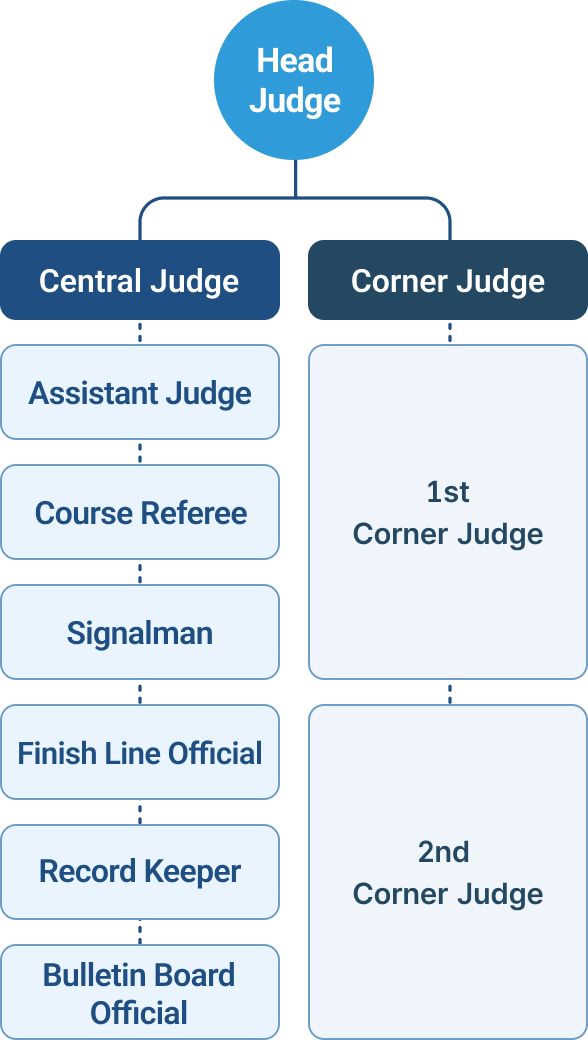 Head
Judge
Central Judge
Corner Judge
Assistant Judge
Course Referee
Signalman
Finish Line Official
Record Keeper
Bulletin Board
Official
1st
Corner Judge
2nd
Corner Judge